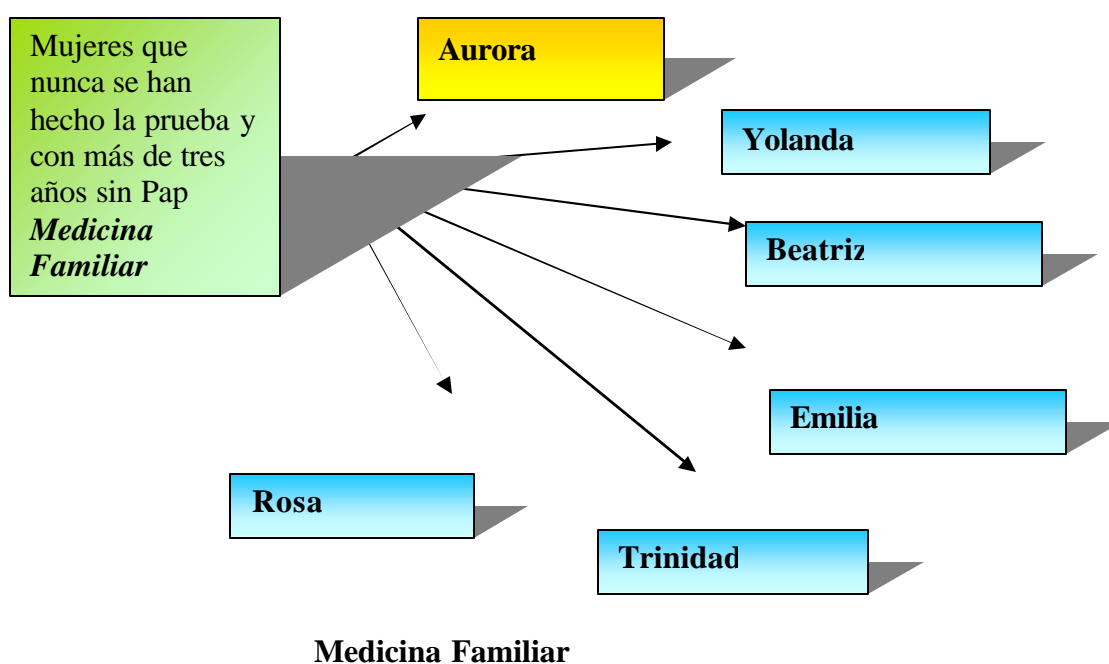 Mujeres que
nunca se han
hecho la prueba y
con más de tres
años sin Pap
Medicina
Familiar
Aurora
Yolanda
Beatriz
Emilia
Rosa
Trinidad
Medicina Familiar